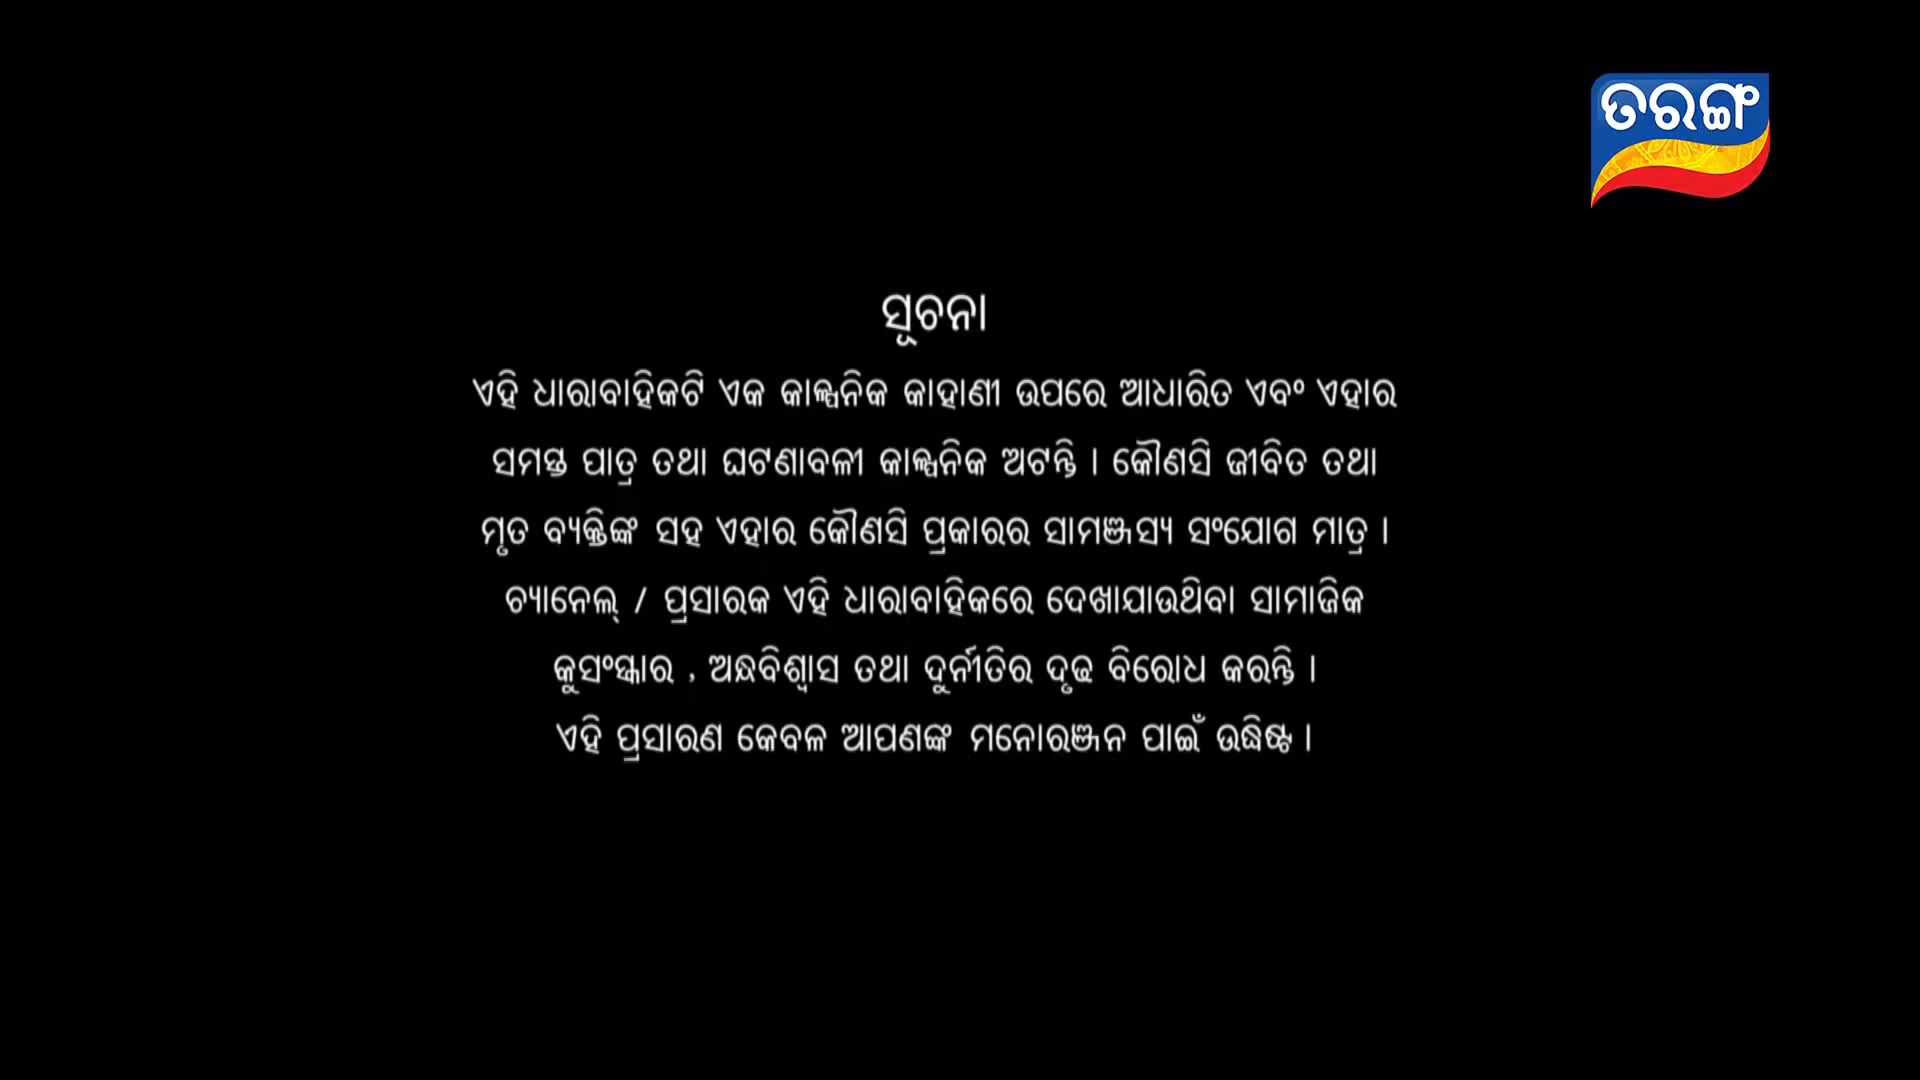 ତରଙ୍ଗ
ସୂଚନା
ଏହି ଧାରାବାହିକଟି ଏକ କାଳ୍ପନିକ କାହାଣୀ ଉପରେ ଆଧାରିତ ଏବଂ ଏହାର
ସମସ୍ତ ପାତ୍ର ତଥା ଘଟଣାବଳୀ କାଳ୍ପନିକ ଅଟନ୍ତି । କୌଣସି ଜୀବିତ ତଥା
ମୃତ ବ୍ୟକ୍ତିଙ୍କ ସହ ଏହାର କୌଣସି ପ୍ରକାରର ସାମଞ୍ଜସ୍ୟ ସଂଯୋଗ ମାତ୍ର ।
ଚ୍ୟାନେଲ୍ / ପ୍ରସାରକ ଏହି ଧାରାବାହିକରେ ଦେଖାଯାଉଥିବା ସାମାଜିକ
କୁସଂସ୍କାର , ଅନ୍ଧବିଶ୍ୱାସ ତଥା ଦୁର୍ନୀତିର ଦୃଢ ବିରୋଧ କରନ୍ତି ।
ଏହି ପ୍ରସାରଣ କେବଳ ଆପଣଙ୍କ ମନୋରଞ୍ଜନ ପାଇଁ ଉଦ୍ଧିଷ୍ଟ ।